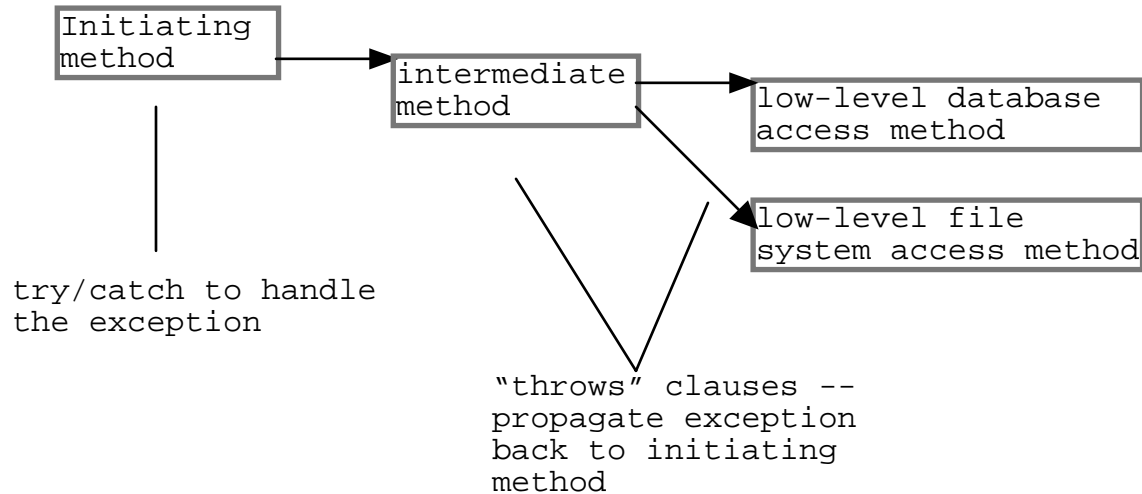 Initiating
method
intermediate
method
low-level database
access method
low-level file
system access method
try/catch to handle
the exception
“throws” clauses --
propagate exception
back to initiating
method